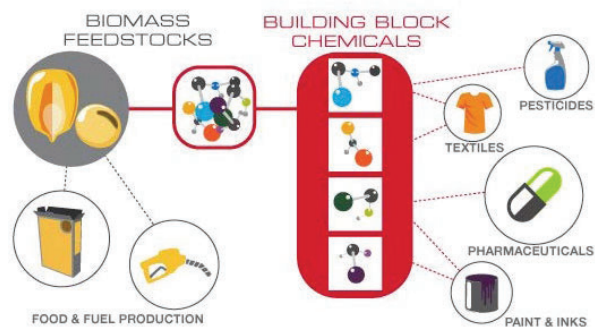 BIOMASS
FEEDSTOCKS
BUILDING BLOCK
CHEMICALS
PESTICIDES
TEXTILES
PHARMACEUTICALS
FOOD & FUEL PRODUCTION
PAINT & INKS